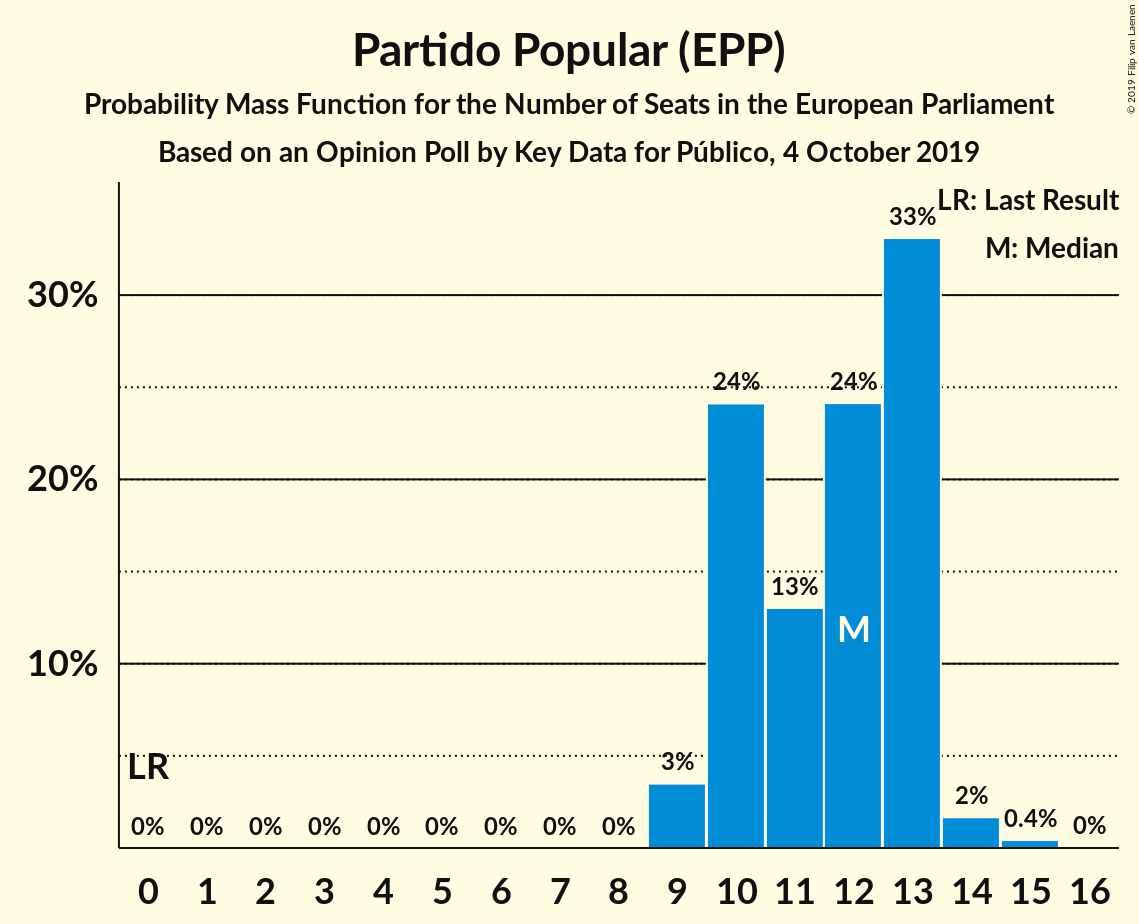 Partido Popular (EPP)
Probability Mass Function for the Number of Seats in the European Parliament
Based on an Opinion Poll by Key Data for Público, 4 October 2019
© 2019 Filip van Laenen
LR: Last Result
M: Median
30%
20%
10%
LR
0% 0% 0% 0% 0% 0% 0% 0% 0% 3% 24% 13% 24% 33% 2% 0.4% 0%
M
0 1 2 3 4 5 6 7 8 9 10 11 12 13 14 15 16